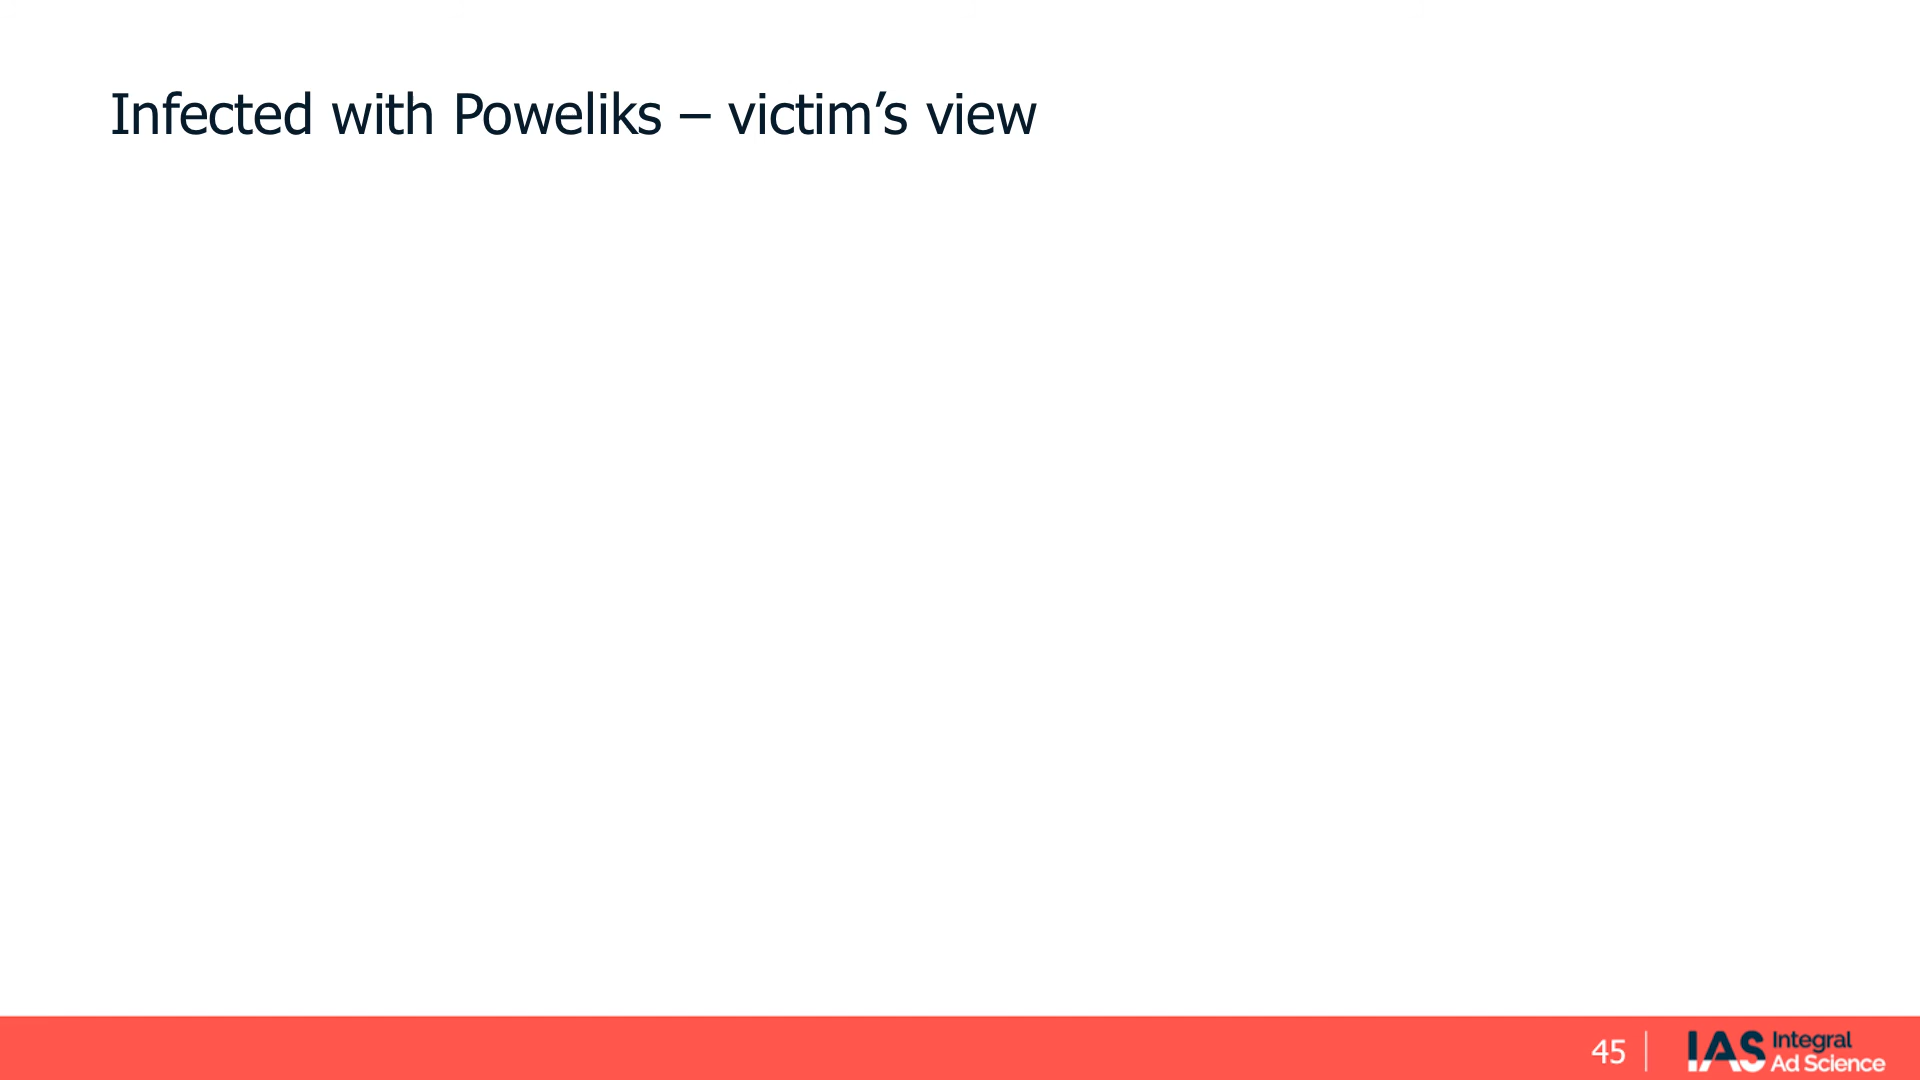 Infected with Poweliks – victim’s view
45
IAS Integral
Ad Science